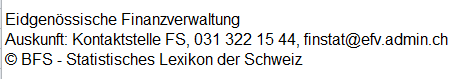 Eidgenössische Finanzverwaltung
Auskunft: Kontaktstelle FS, 031 322 15 44, finstat@efv.admin.ch
© BFS - Statistisches Lexikon der Schweiz